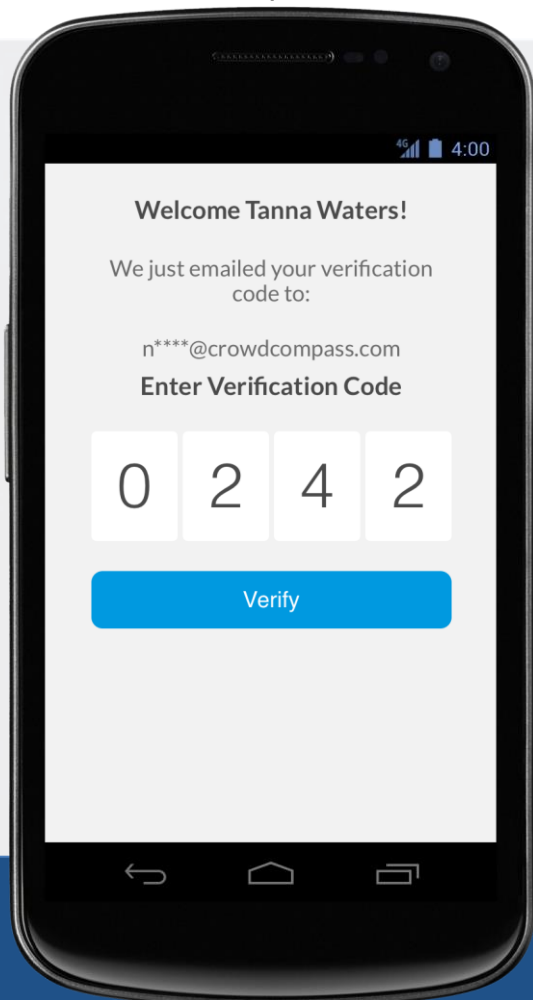 4G 4:00
Welcome Tanna Waters!
We just emailed your verification
code to:
n****@crowdcompass.com
Enter Verification Code
0 2 4 2
Verify